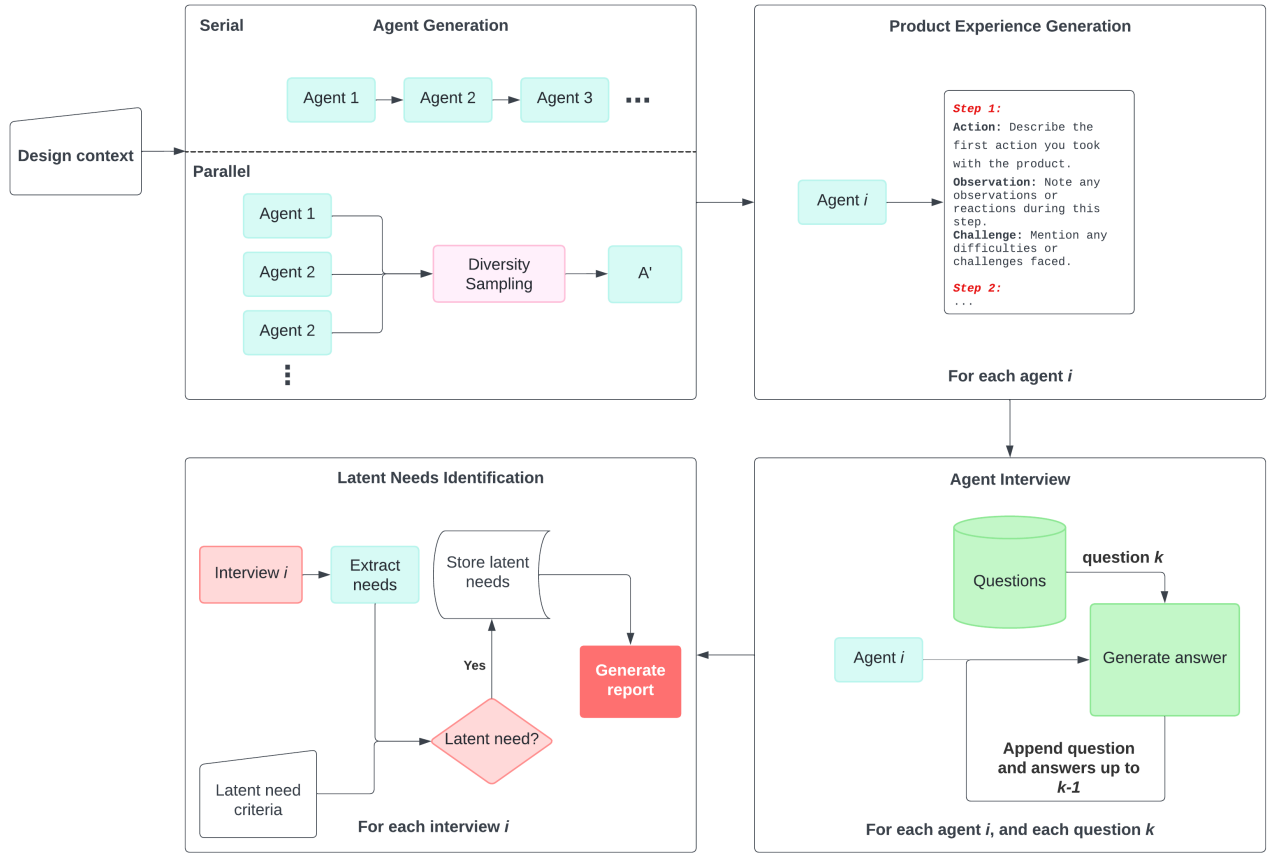 Serial
Agent Generation
Agent 1
Agent 2
Agent 3
Design context
Parallel
Agent 1
Agent 2
Agent 2
Diversity
Sampling
A'
Product Experience Generation
Agent i
Step 1:
Action: Describe the
first action you took
with the product.
Observation: Note any
observations or
reactions during this
step.
Challenge: Mention any
difficulties or
challenges faced.
Step 2:
...
For each agent i
Latent Needs Identification
Interview i
Extract
needs
Store latent
needs
Yes
Generate
report
Latent need?
Latent need
criteria
For each interview i
Agent Interview
Questions
question k
Agent i
Generate answer
Append question
and answers up to
k-1
For each agent i, and each question k